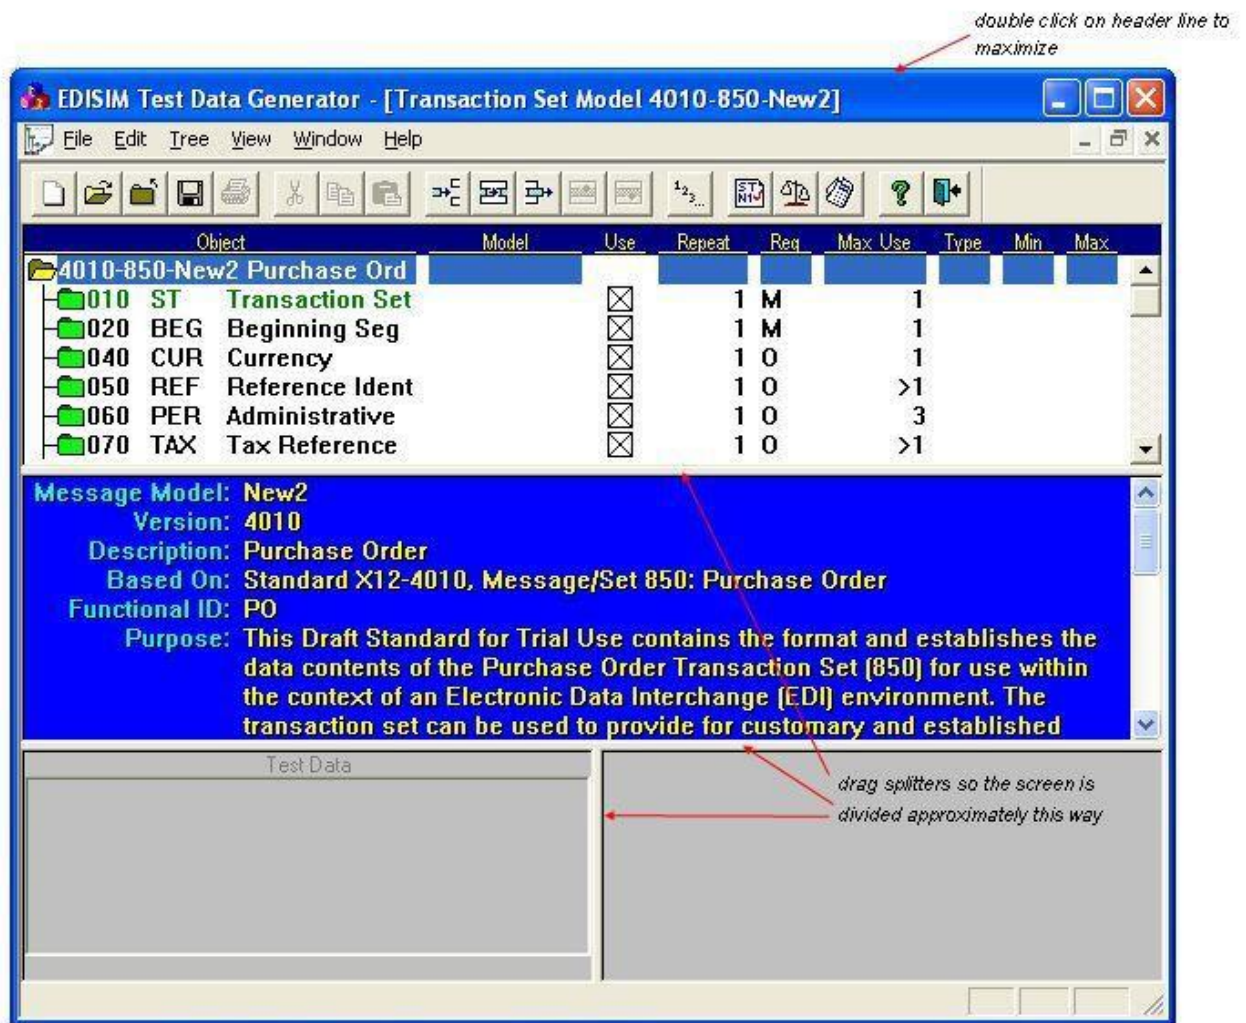 double click on header line to
maximize
EDISIM Test Data Generator - [Transaction Set Model 4010-850-New2]
File Edit Tree View Window Help
1 2 3...
ST N1
?
Object Model Use Repeat Req Max Use Type Min Max
4010-850-New2 Purchase Ord
010 ST Transaction Set 1 M 1
020 BEG Beginning Seg 1 M 1
040 CUR Currency 1 O 1
050 REF Reference Ident 1 O >1
060 PER Administrative 1 O 3
070 TAX Tax Reference 1 O >1
Message Model: New2
Version: 4010
Description: Purchase Order
Based On: Standard X12-4010, Message/Set 850: Purchase Order
Functional ID: PO
Purpose: This Draft Standard for Trial Use contains the format and establishes the
data contents of the Purchase Order Transaction Set (850) for use within
the context of an Electronic Data Interchange (EDI) environment. The
transaction set can be used to provide for customary and established
Test Data
drag splitters so the screen is
divided approximately this way